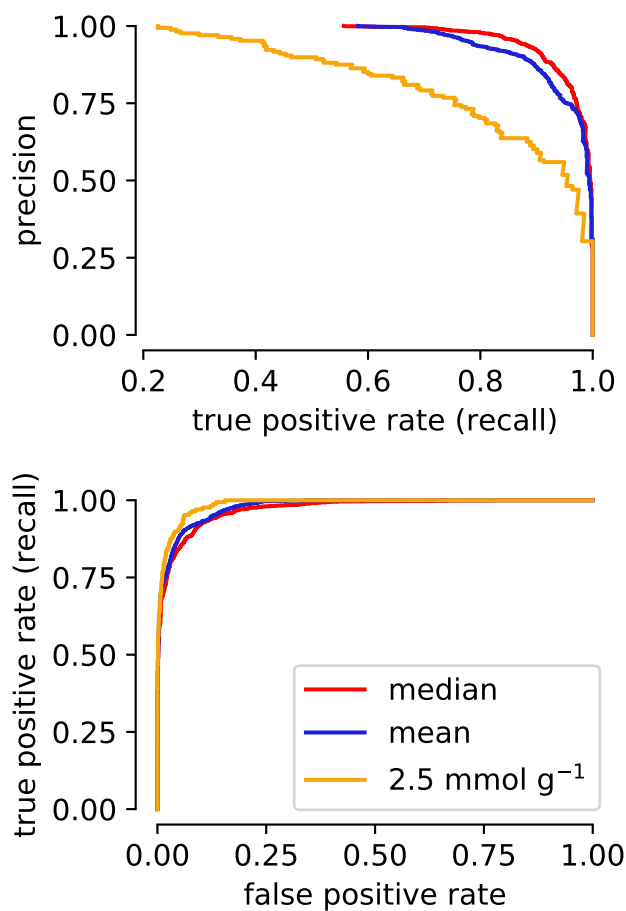 1.00
0.75
0.50
0.25
0.00
precision
0.2 0.4 0.6 0.8 1.0
true positive rate (recall)
1.00
0.75
0.50
0.25
0.00
true positive rate (recall)
median
mean
2.5 mmol g⁻¹
0.00 0.25 0.50 0.75 1.00
false positive rate